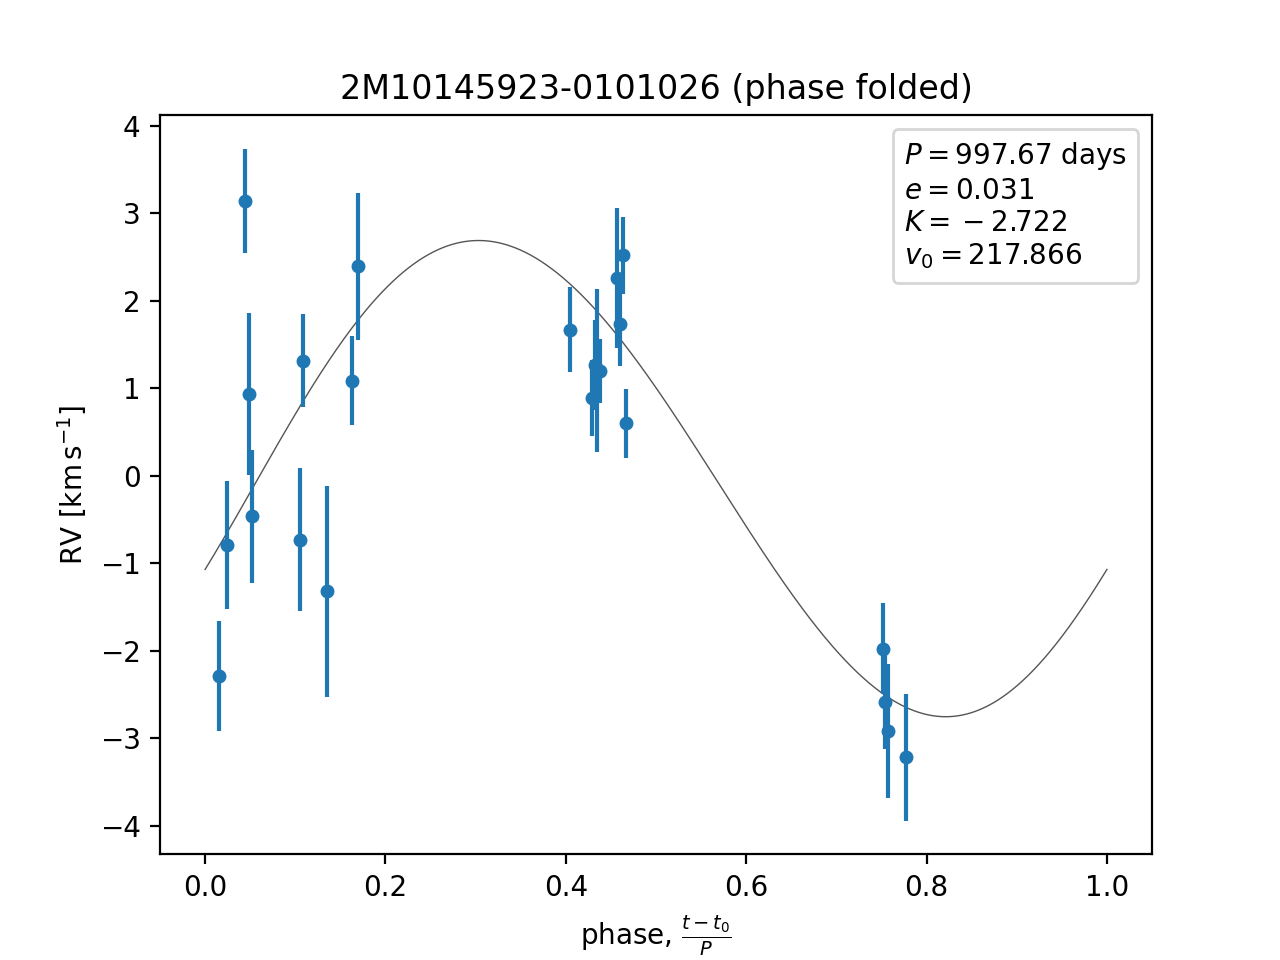 2M10145923-0101026 (phase folded)
P = 997.67 days
e = 0.031
K = −2.722
v₀ = 217.866
RV [km s⁻¹]
4
3
2
1
0
−1
−2
−3
−4
0.0 0.2 0.4 0.6 0.8 1.0
phase, (t − t₀)/P